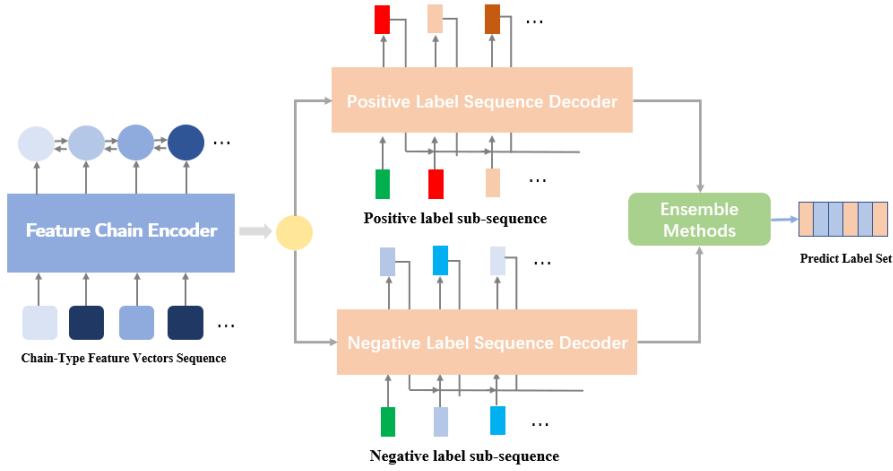 Positive Label Sequence Decoder
Positive label sub-sequence
Feature Chain Encoder
Chain-Type Feature Vectors Sequence
Ensemble
Methods
Predict Label Set
Negative Label Sequence Decoder
Negative label sub-sequence